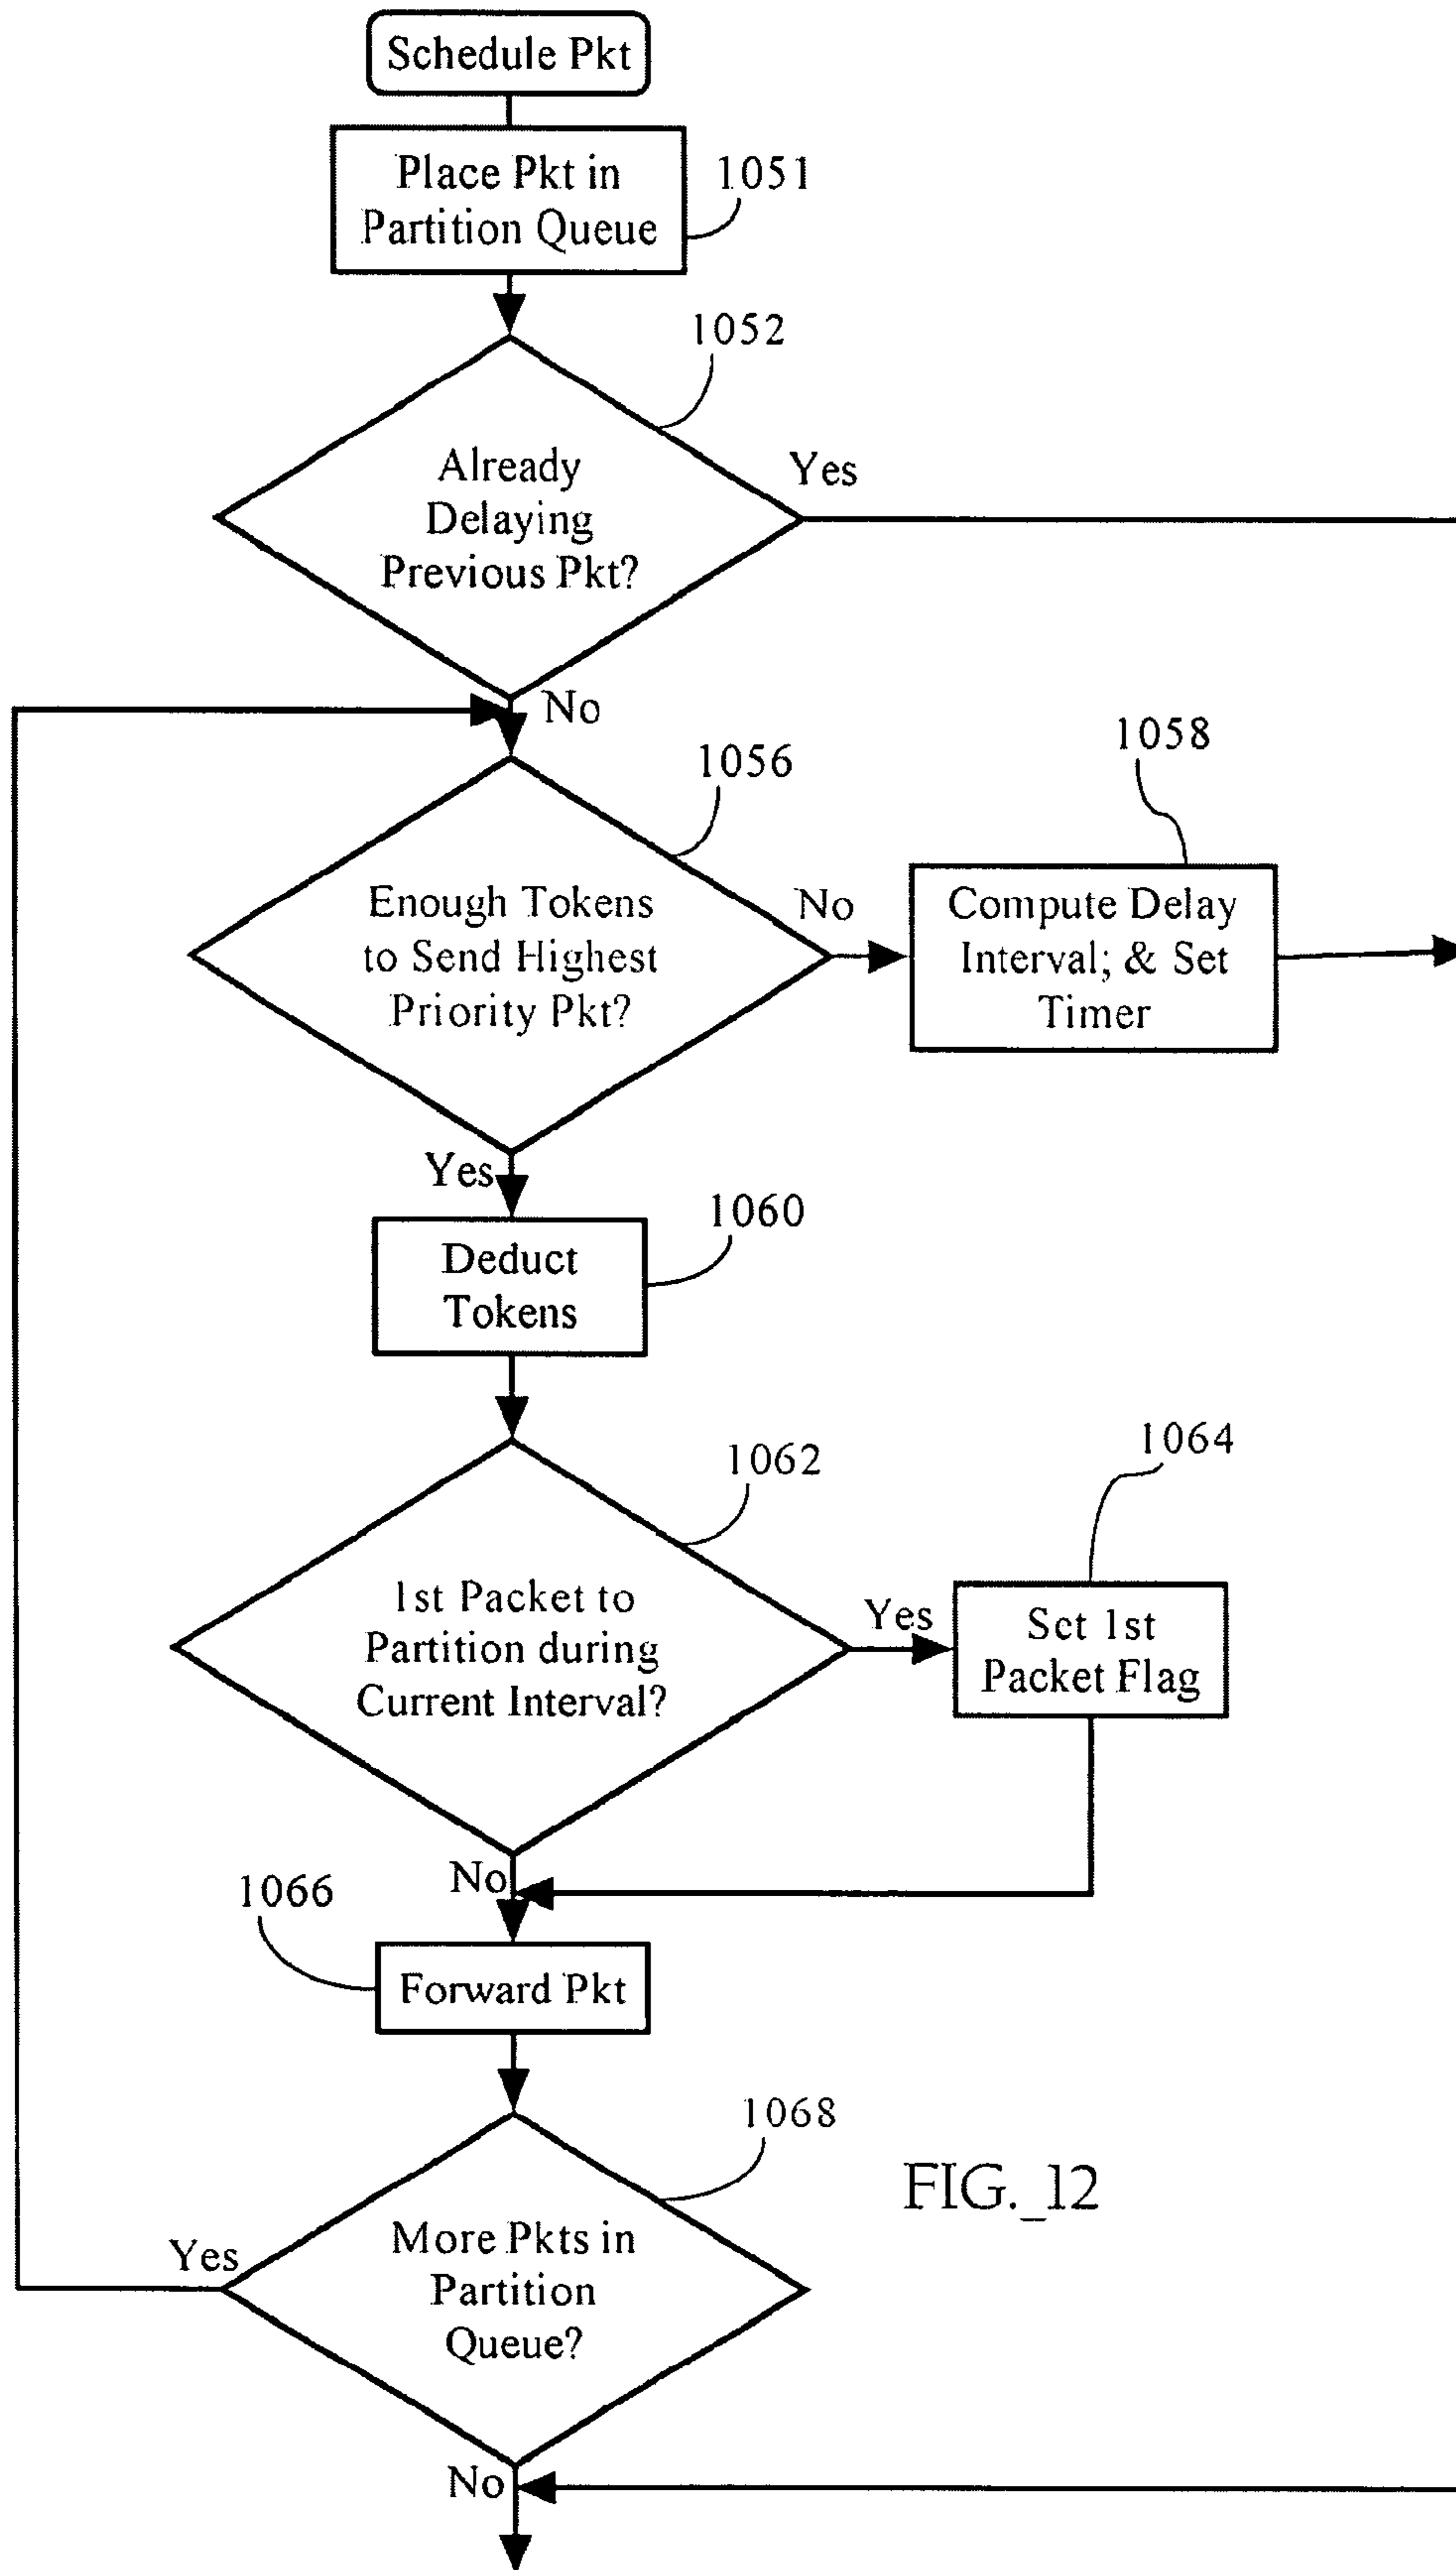 Schedule Pkt
Place Pkt in
Partition Queue
1051
1052
Already
Delaying
Previous Pkt?
Yes
No
1056
1058
Enough Tokens
to Send Highest
Priority Pkt?
No
Compute Delay
Interval; & Set
Timer
Yes
1060
Deduct
Tokens
1062
1064
1st Packet to
Partition during
Current Interval?
Yes
Set 1st
Packet Flag
No
1066
Forward Pkt
1068
FIG._12
More Pkts in
Partition
Queue?
Yes
No